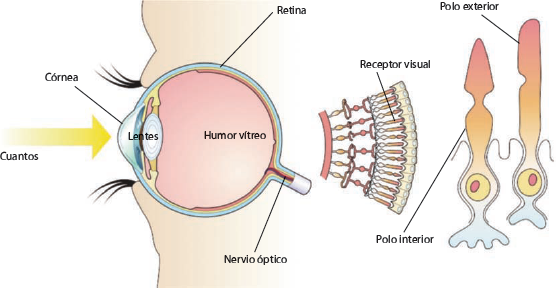 Polo exterior
Retina
Receptor visual
Córnea
Lentes
Humor vítreo
Cuantos
Polo interior
Nervio óptico